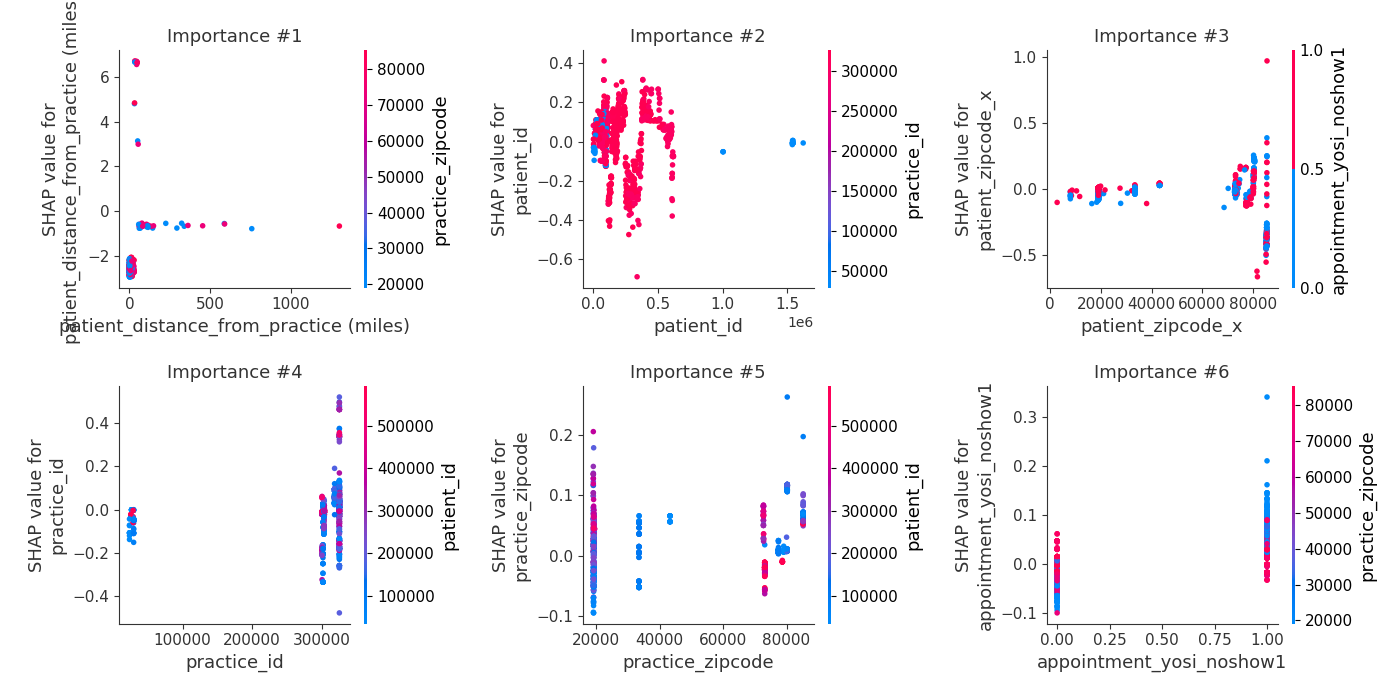 Importance #1
SHAP value for
patient_distance_from_practice (miles
6
4
2
0
−2
0
500
1000
patient_distance_from_practice (miles)
80000
70000
60000
50000
40000
30000
20000
practice_zipcode
Importance #2
SHAP value for
patient_id
0.4
0.2
0.0
−0.2
−0.4
−0.6
0.0
0.5
1.0
1.5
1e6
patient_id
300000
250000
200000
150000
100000
50000
practice_id
Importance #3
SHAP value for
patient_zipcode_x
1.0
0.5
0.0
−0.5
0
20000
40000
60000
80000
patient_zipcode_x
1.0
0.5
0.0
appointment_yosi_noshow1
Importance #4
SHAP value for
practice_id
0.4
0.2
0.0
−0.2
−0.4
100000
200000
300000
practice_id
500000
400000
300000
200000
100000
patient_id
Importance #5
SHAP value for
practice_zipcode
0.2
0.1
0.0
−0.1
20000
40000
60000
80000
practice_zipcode
500000
400000
300000
200000
100000
patient_id
Importance #6
SHAP value for
appointment_yosi_noshow1
0.3
0.2
0.1
0.0
−0.1
0.00
0.25
0.50
0.75
1.00
appointment_yosi_noshow1
80000
70000
60000
50000
40000
30000
20000
practice_zipcode